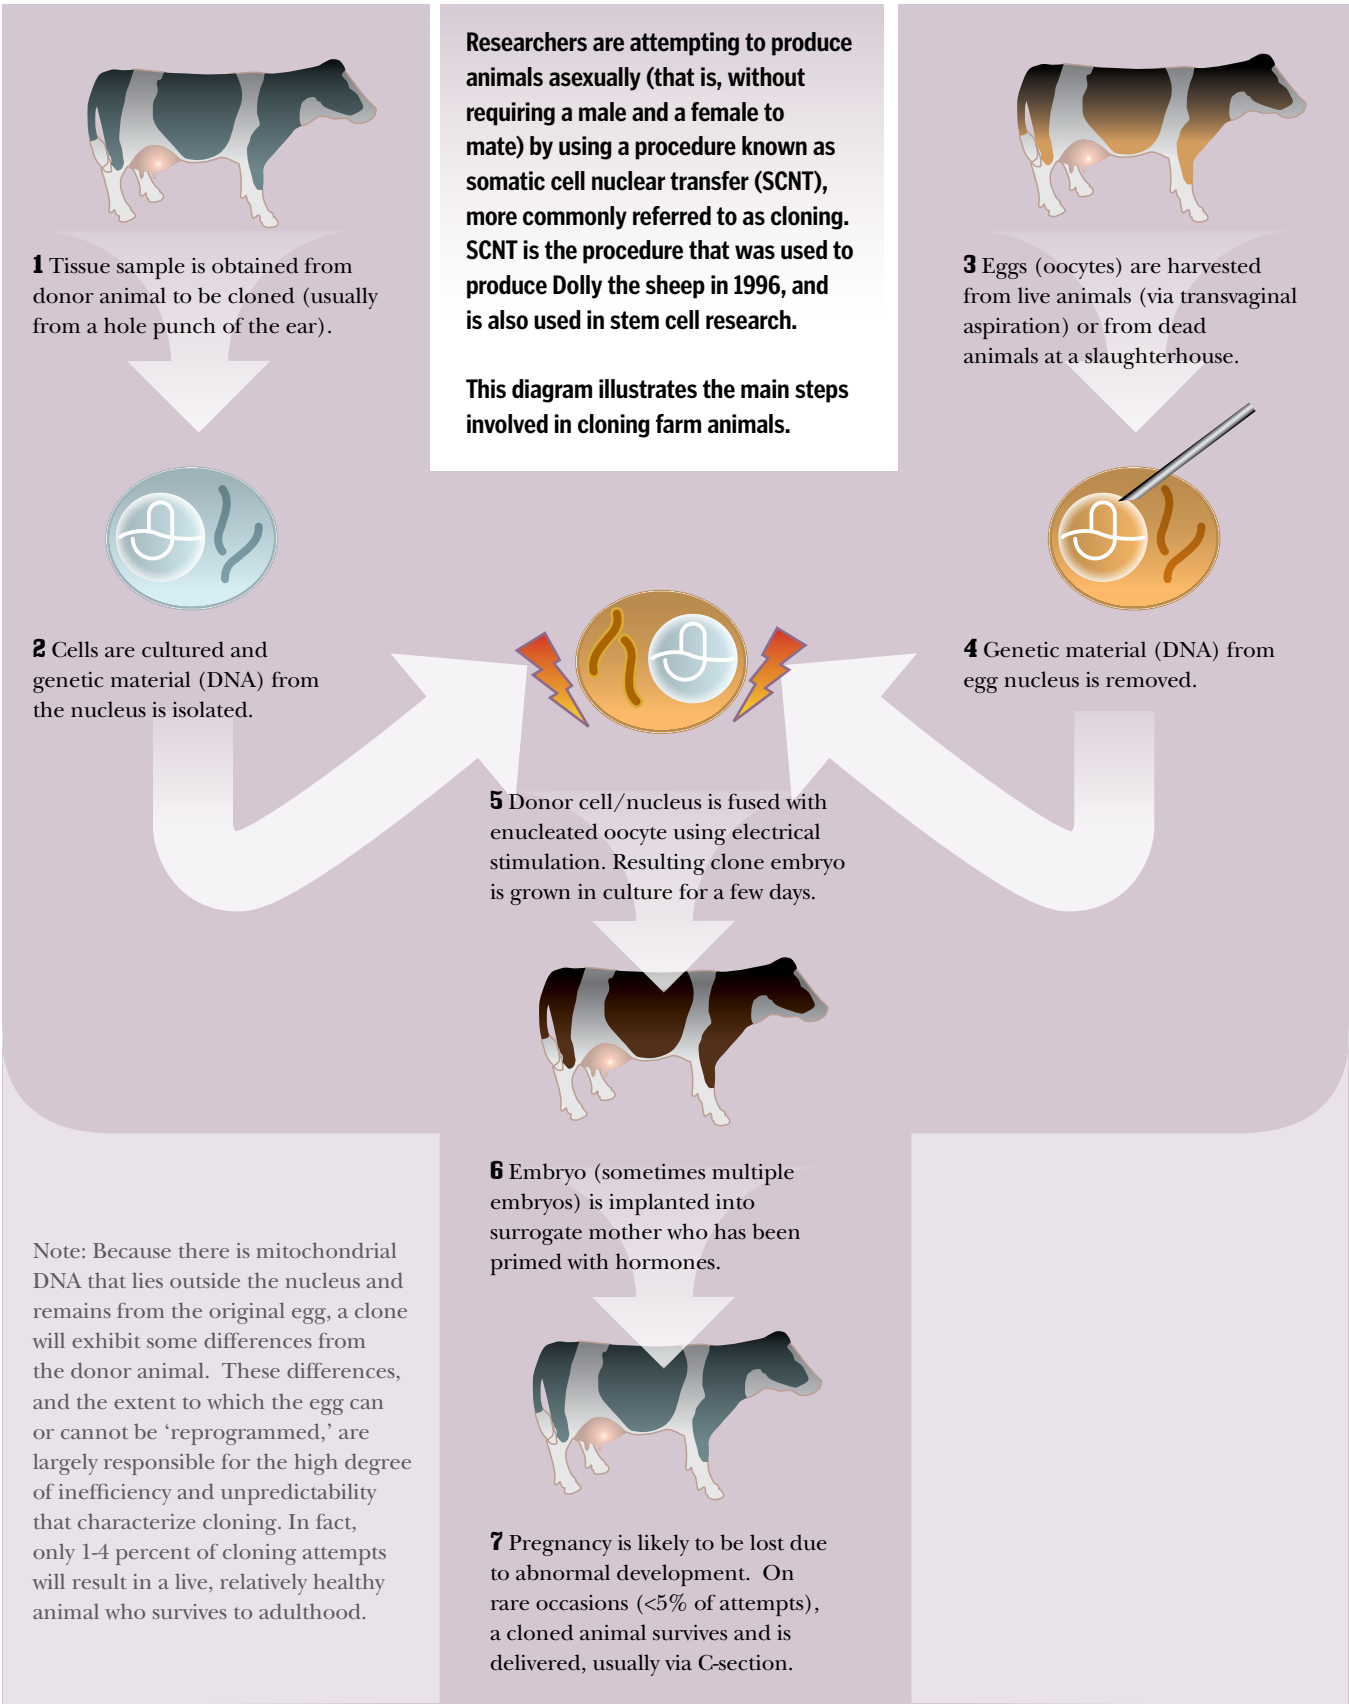 Researchers are attempting to produce
animals asexually (that is, without
requiring a male and a female to
mate) by using a procedure known as
somatic cell nuclear transfer (SCNT),
more commonly referred to as cloning.
SCNT is the procedure that was used to
produce Dolly the sheep in 1996, and
is also used in stem cell research.
This diagram illustrates the main steps
involved in cloning farm animals.
1 Tissue sample is obtained from
donor animal to be cloned (usually
from a hole punch of the ear).
2 Cells are cultured and
genetic material (DNA) from
the nucleus is isolated.
3 Eggs (oocytes) are harvested
from live animals (via transvaginal
aspiration) or from dead
animals at a slaughterhouse.
4 Genetic material (DNA) from
egg nucleus is removed.
5 Donor cell/nucleus is fused with
enucleated oocyte using electrical
stimulation. Resulting clone embryo
is grown in culture for a few days.
6 Embryo (sometimes multiple
embryos) is implanted into
surrogate mother who has been
primed with hormones.
7 Pregnancy is likely to be lost due
to abnormal development.  On
rare occasions (<5% of attempts),
a cloned animal survives and is
delivered, usually via C-section.
Note: Because there is mitochondrial
DNA that lies outside the nucleus and
remains from the original egg, a clone
will exhibit some differences from
the donor animal.  These differences,
and the extent to which the egg can
or cannot be ‘reprogrammed,’ are
largely responsible for the high degree
of inefficiency and unpredictability
that characterize cloning. In fact,
only 1-4 percent of cloning attempts
will result in a live, relatively healthy
animal who survives to adulthood.